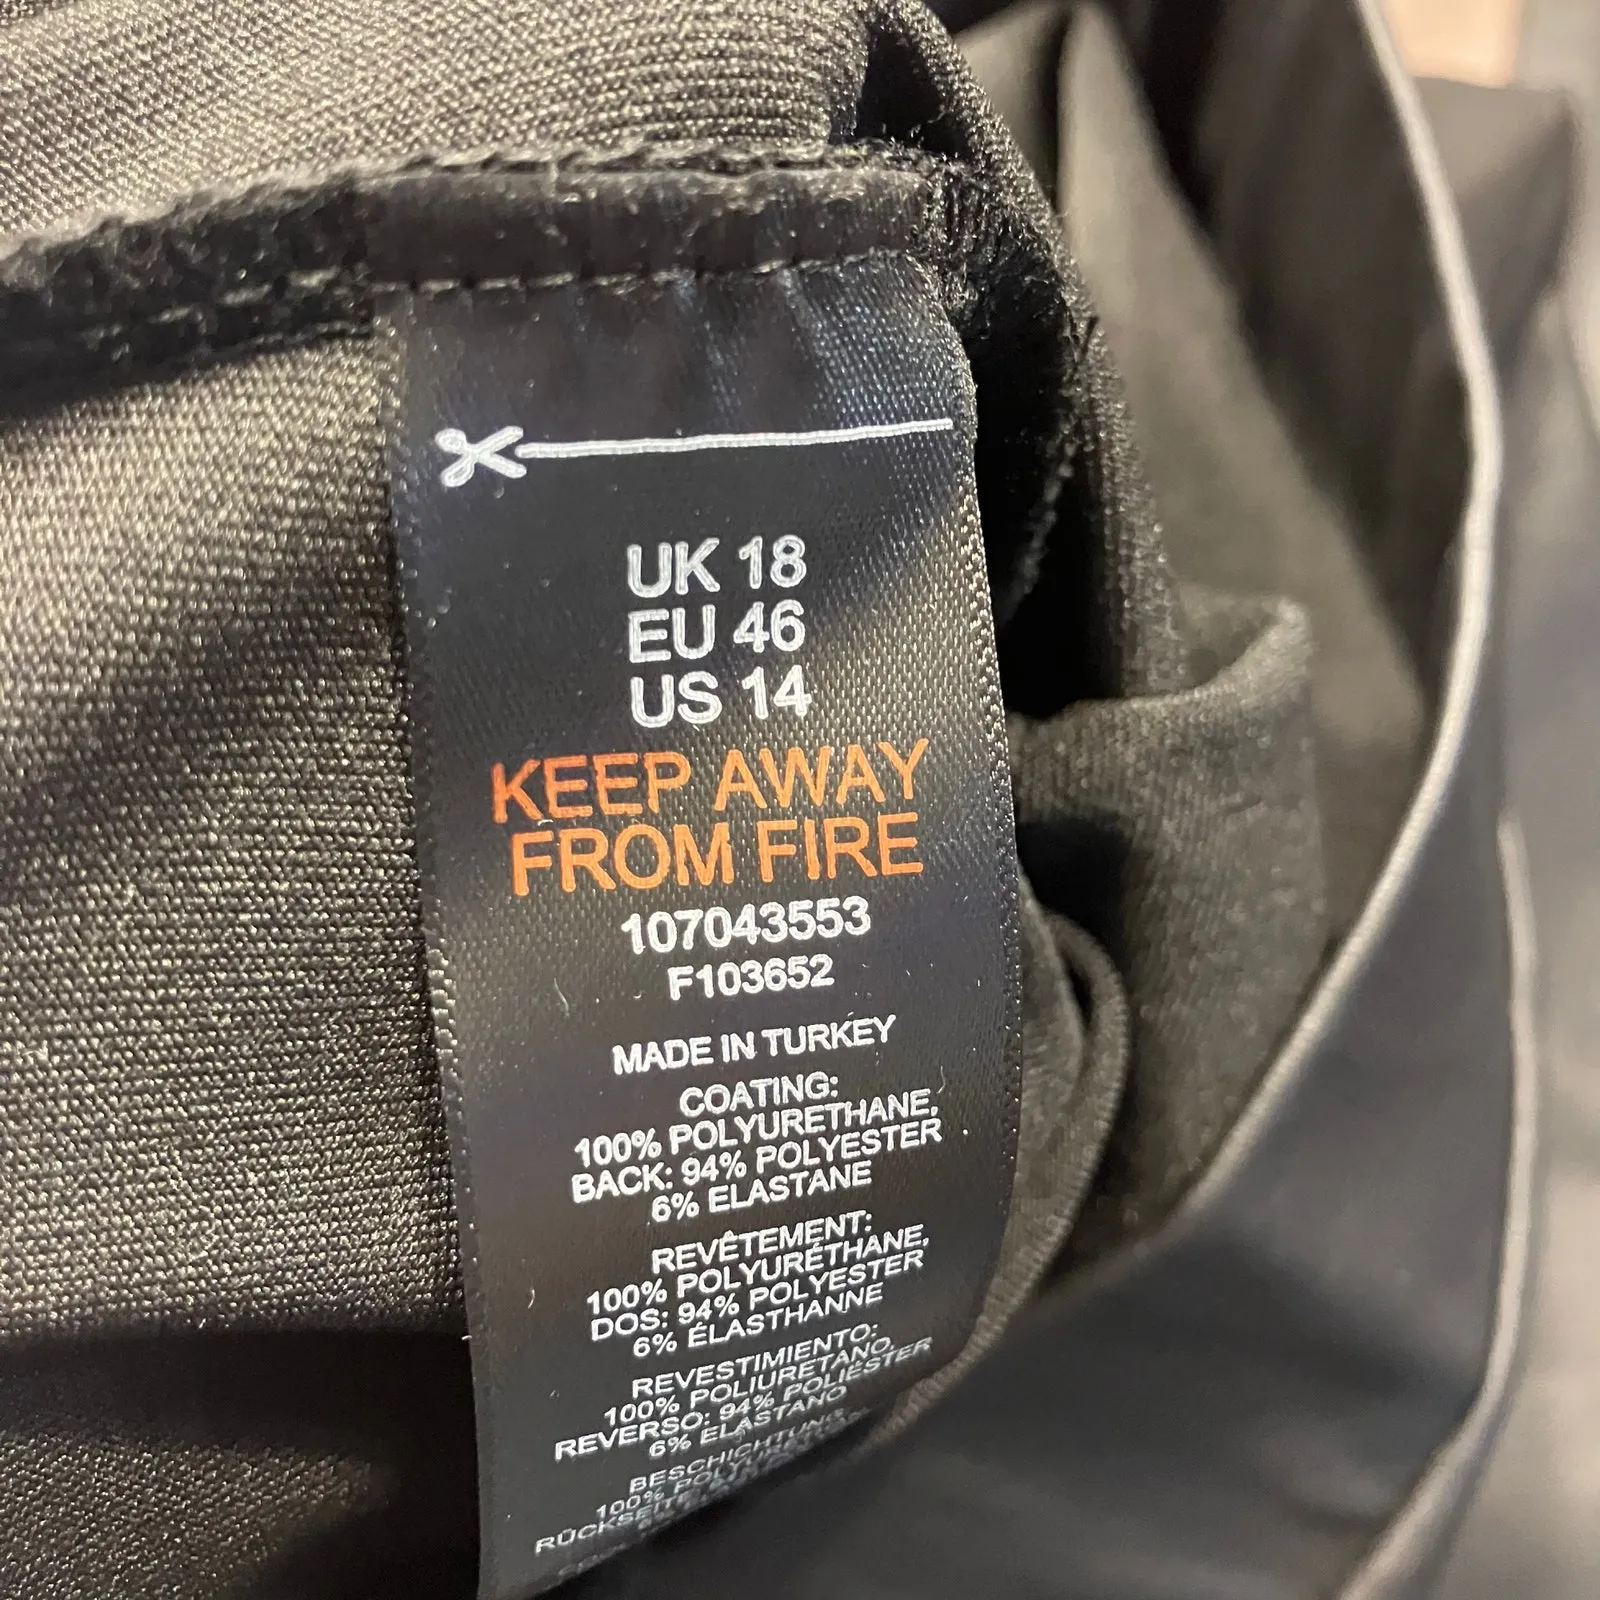 UK 18
EU 46
US 14
KEEP AWAY
FROM FIRE
107043553
F103652
MADE IN TURKEY
COATING:
100% POLYURETHANE,
BACK: 94% POLYESTER
6% ELASTANE
REVÊTEMENT:
100% POLYURÉTHANE,
DOS: 94% POLYESTER
6% ÉLASTHANNE
REVESTIMIENTO:
100% POLIURETANO,
REVERSO: 94% POLIÉSTER
6% ELASTANO
BESCHICHTUNG:
100%
RÜCKSEITE: